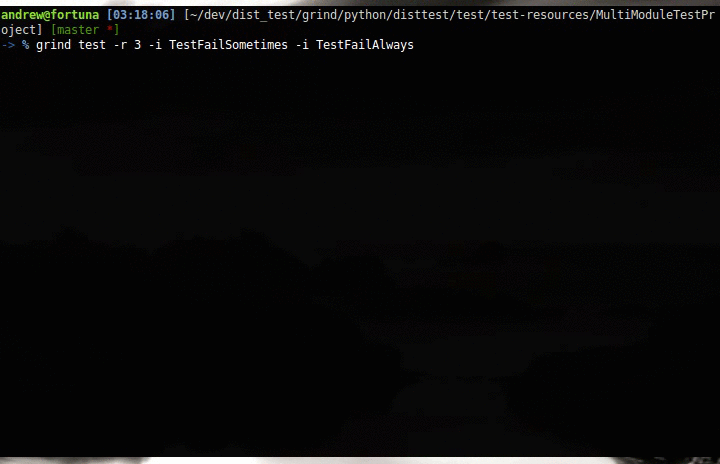 andrew@fortuna [03:18:06] [~/dev/dist_test/grind/python/disttest/test/test-resources/MultiModuleTestPr
oject] [master *]
-> % grind test -r 3 -i TestFailSometimes -i TestFailAlways